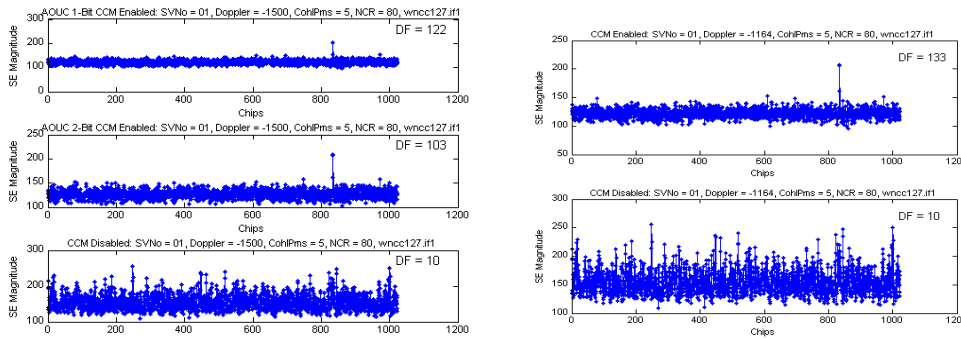 AOUC 1-Bit CCM Enabled: SVNo = 01, Doppler = -1500, CohIPms = 5, NCR = 80, wncc127.if1
300
200
100
0
SE Magnitude
DF = 122
0 200 400 600 800 1000 1200
Chips
AOUC 2-Bit CCM Enabled: SVNo = 01, Doppler = -1500, CohIPms = 5, NCR = 80, wncc127.if1
250
200
150
100
SE Magnitude
DF = 103
0 200 400 600 800 1000 1200
Chips
CCM Disabled: SVNo = 01, Doppler = -1500, CohIPms = 5, NCR = 80, wncc127.if1
300
200
100
SE Magnitude
DF = 10
0 200 400 600 800 1000 1200
Chips
CCM Enabled: SVNo = 01, Doppler = -1164, CohIPms = 5, NCR = 80, wncc127.if1
250
200
150
100
50
SE Magnitude
DF = 133
0 200 400 600 800 1000 1200
Chips
CCM Disabled: SVNo = 01, Doppler = -1164, CohIPms = 5, NCR = 80, wncc127.if1
300
250
200
150
100
SE Magnitude
DF = 10
0 200 400 600 800 1000 1200
Chips